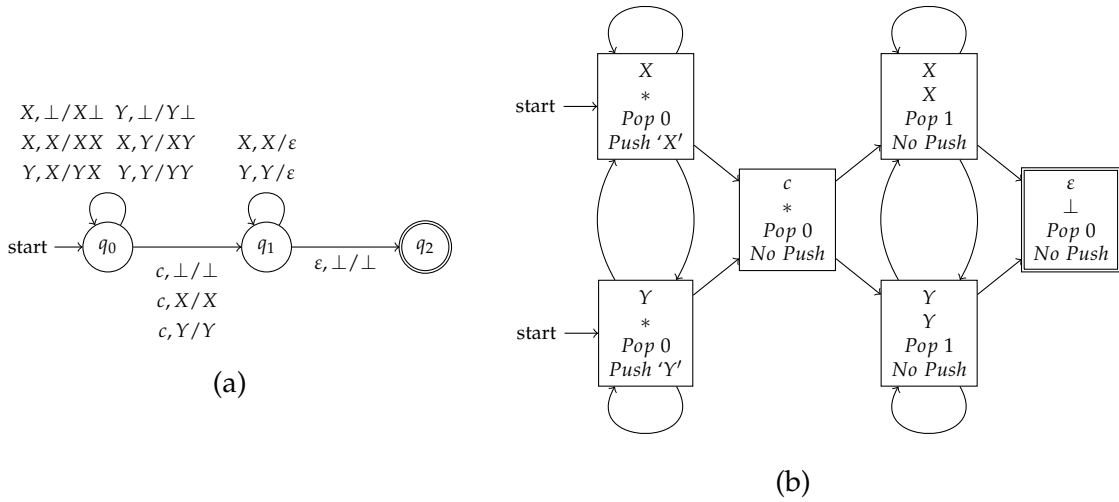 X, ⊥/X⊥ Y, ⊥/Y⊥
X, X/XX X, Y/XY
Y, X/YX Y, Y/YY
X, X/ε
Y, Y/ε
start
q₀
q₁
q₂
c, ⊥/⊥
c, X/X
c, Y/Y
ε, ⊥/⊥
(a)
start
X
*
Pop 0
Push ‘X’
start
Y
*
Pop 0
Push ‘Y’
c
*
Pop 0
No Push
X
X
Pop 1
No Push
Y
Y
Pop 1
No Push
ε
⊥
Pop 0
No Push
(b)